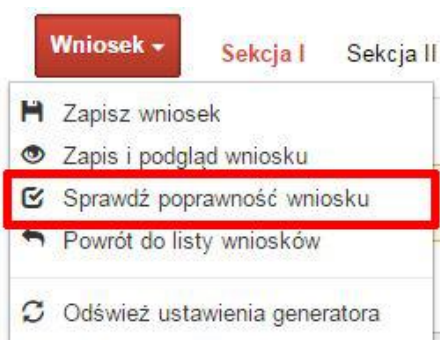 Wniosek Sekcja I Sekcja II
Zapisz wniosek
Zapis i podgląd wniosku
Sprawdź poprawność wniosku
Powrót do listy wniosków
Odśwież ustawienia generatora